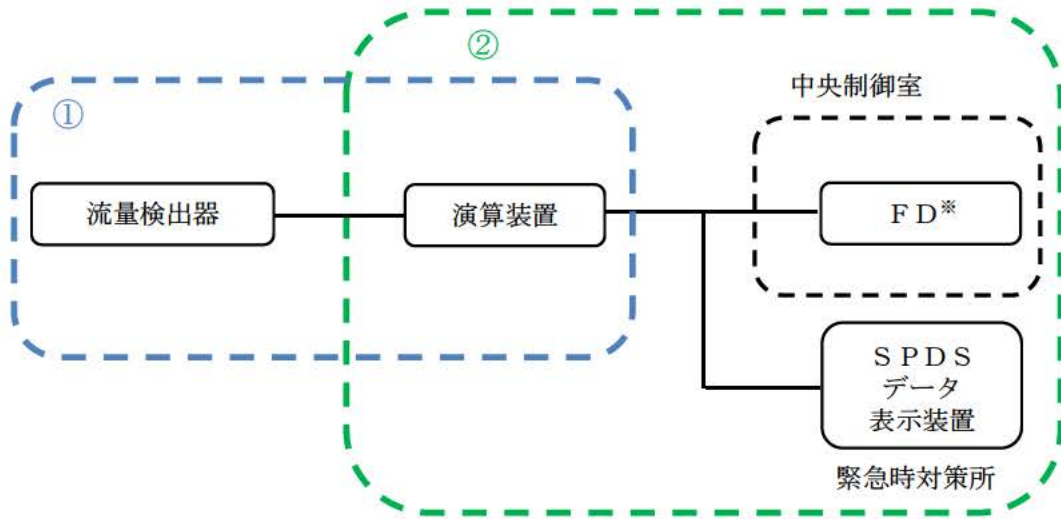 ②
①
中央制御室
流量検出器
演算装置
ＦＤ※
ＳＰＤＳ
データ
表示装置
緊急時対策所